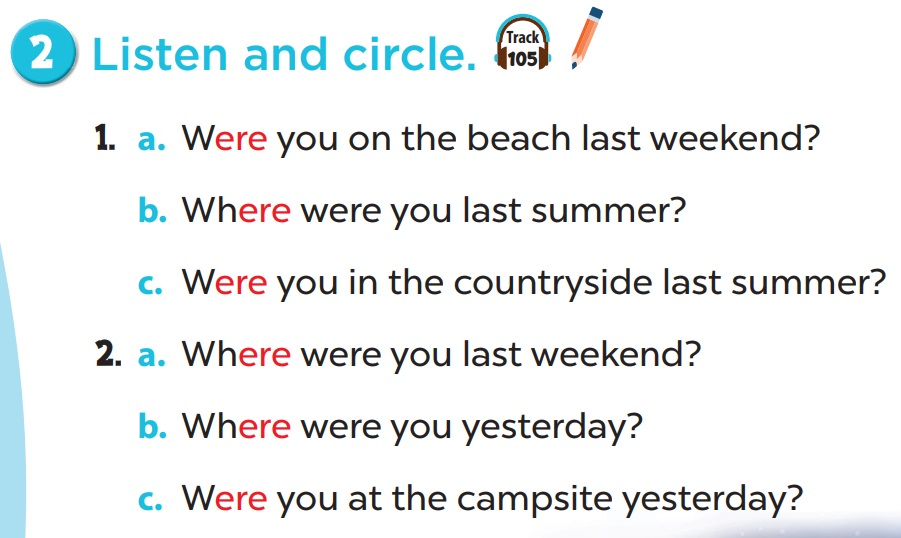 2 Listen and circle. Track 105
1. a. Were you on the beach last weekend?
b. Where were you last summer?
c. Were you in the countryside last summer?
2. a. Where were you last weekend?
b. Where were you yesterday?
c. Were you at the campsite yesterday?